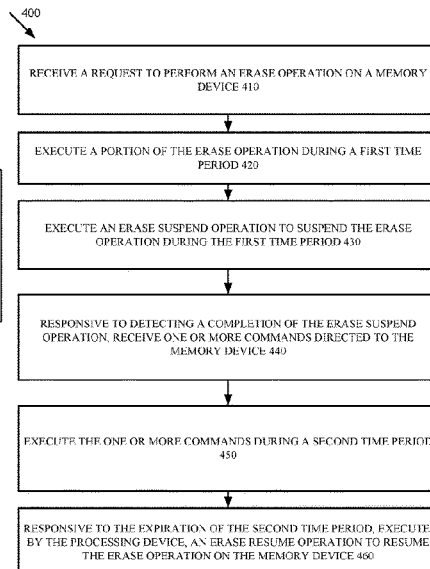 400
RECEIVE A REQUEST TO PERFORM AN ERASE OPERATION ON A MEMORY
DEVICE 410
EXECUTE A PORTION OF THE ERASE OPERATION DURING A FIRST TIME
PERIOD 420
EXECUTE AN ERASE SUSPEND OPERATION TO SUSPEND THE ERASE
OPERATION DURING THE FIRST TIME PERIOD 430
RESPONSIVE TO DETECTING A COMPLETION OF THE ERASE SUSPEND
OPERATION, RECEIVE ONE OR MORE COMMANDS DIRECTED TO THE
MEMORY DEVICE 440
EXECUTE THE ONE OR MORE COMMANDS DURING A SECOND TIME PERIOD
450
RESPONSIVE TO THE EXPIRATION OF THE SECOND TIME PERIOD, EXECUTE,
BY THE PROCESSING DEVICE, AN ERASE RESUME OPERATION TO RESUME
THE ERASE OPERATION ON THE MEMORY DEVICE 460